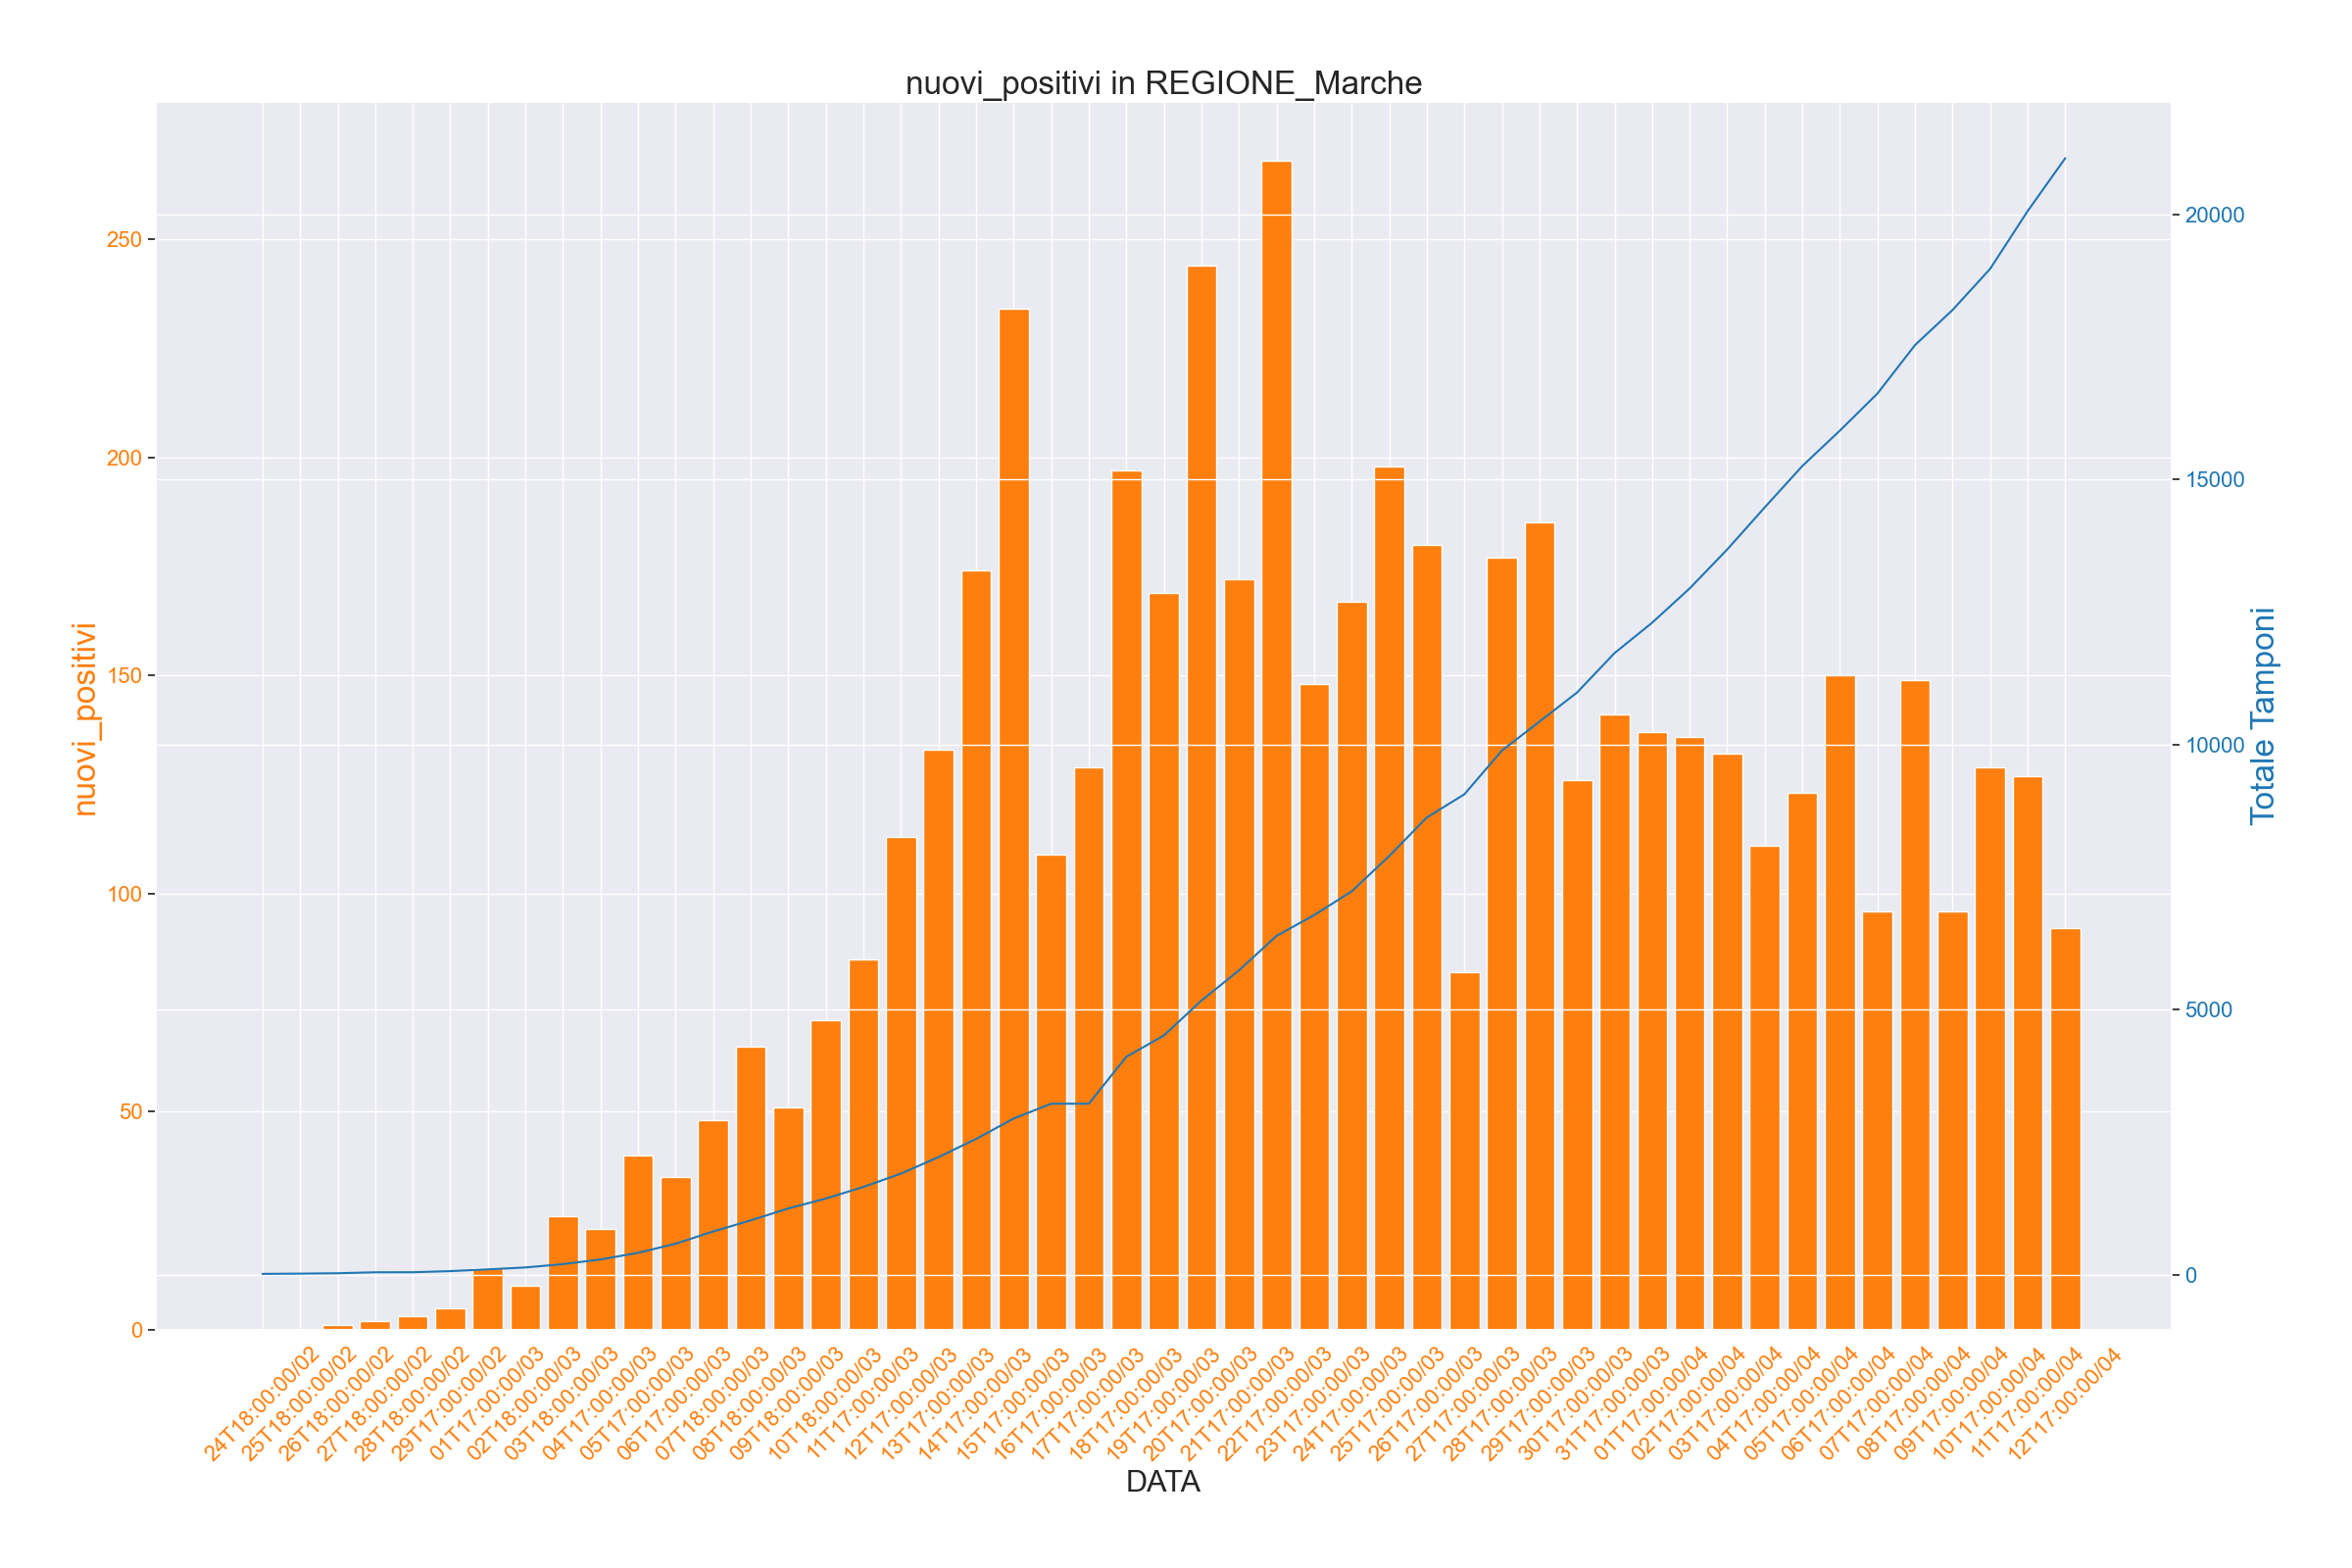 nuovi_positivi in REGIONE_Marche
nuovi_positivi
250
200
150
100
50
0
Totale Tamponi
20000
15000
10000
5000
0
24T18:00:00/02
25T18:00:00/02
26T18:00:00/02
27T18:00:00/02
28T18:00:00/02
29T17:00:00/02
01T17:00:00/03
02T18:00:00/03
03T18:00:00/03
04T17:00:00/03
05T17:00:00/03
06T17:00:00/03
07T18:00:00/03
08T18:00:00/03
09T18:00:00/03
10T18:00:00/03
11T17:00:00/03
12T17:00:00/03
13T17:00:00/03
14T17:00:00/03
15T17:00:00/03
16T17:00:00/03
17T17:00:00/03
18T17:00:00/03
19T17:00:00/03
20T17:00:00/03
21T17:00:00/03
22T17:00:00/03
23T17:00:00/03
24T17:00:00/03
25T17:00:00/03
26T17:00:00/03
27T17:00:00/03
28T17:00:00/03
29T17:00:00/03
30T17:00:00/03
31T17:00:00/03
01T17:00:00/04
02T17:00:00/04
03T17:00:00/04
04T17:00:00/04
05T17:00:00/04
06T17:00:00/04
07T17:00:00/04
08T17:00:00/04
09T17:00:00/04
10T17:00:00/04
11T17:00:00/04
12T17:00:00/04
DATA